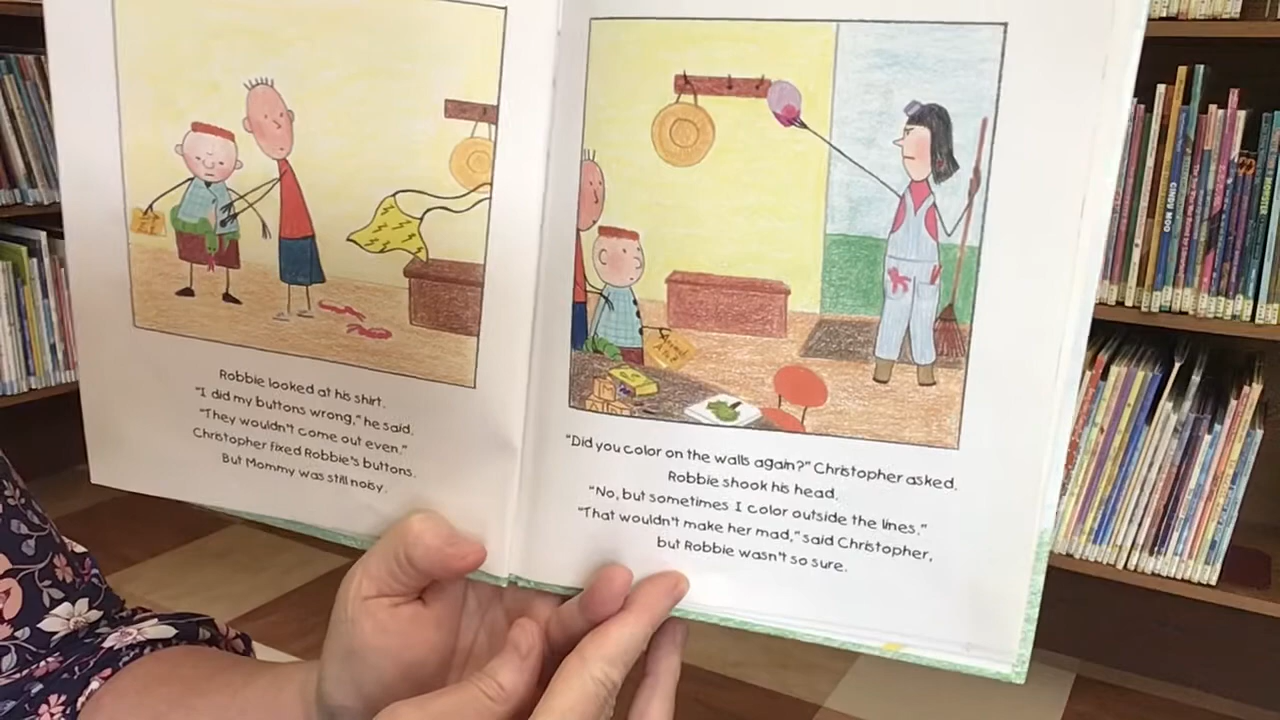 Robbie looked at his shirt.
"I did my buttons wrong," he said.
"They wouldn't come out even."
Christopher fixed Robbie's buttons.
But Mommy was still noisy.
"Did you color on the walls again?" Christopher asked.
Robbie shook his head.
"No, but sometimes I color outside the lines."
"That wouldn't make her mad," said Christopher,
but Robbie wasn't so sure.
CINDY MOO